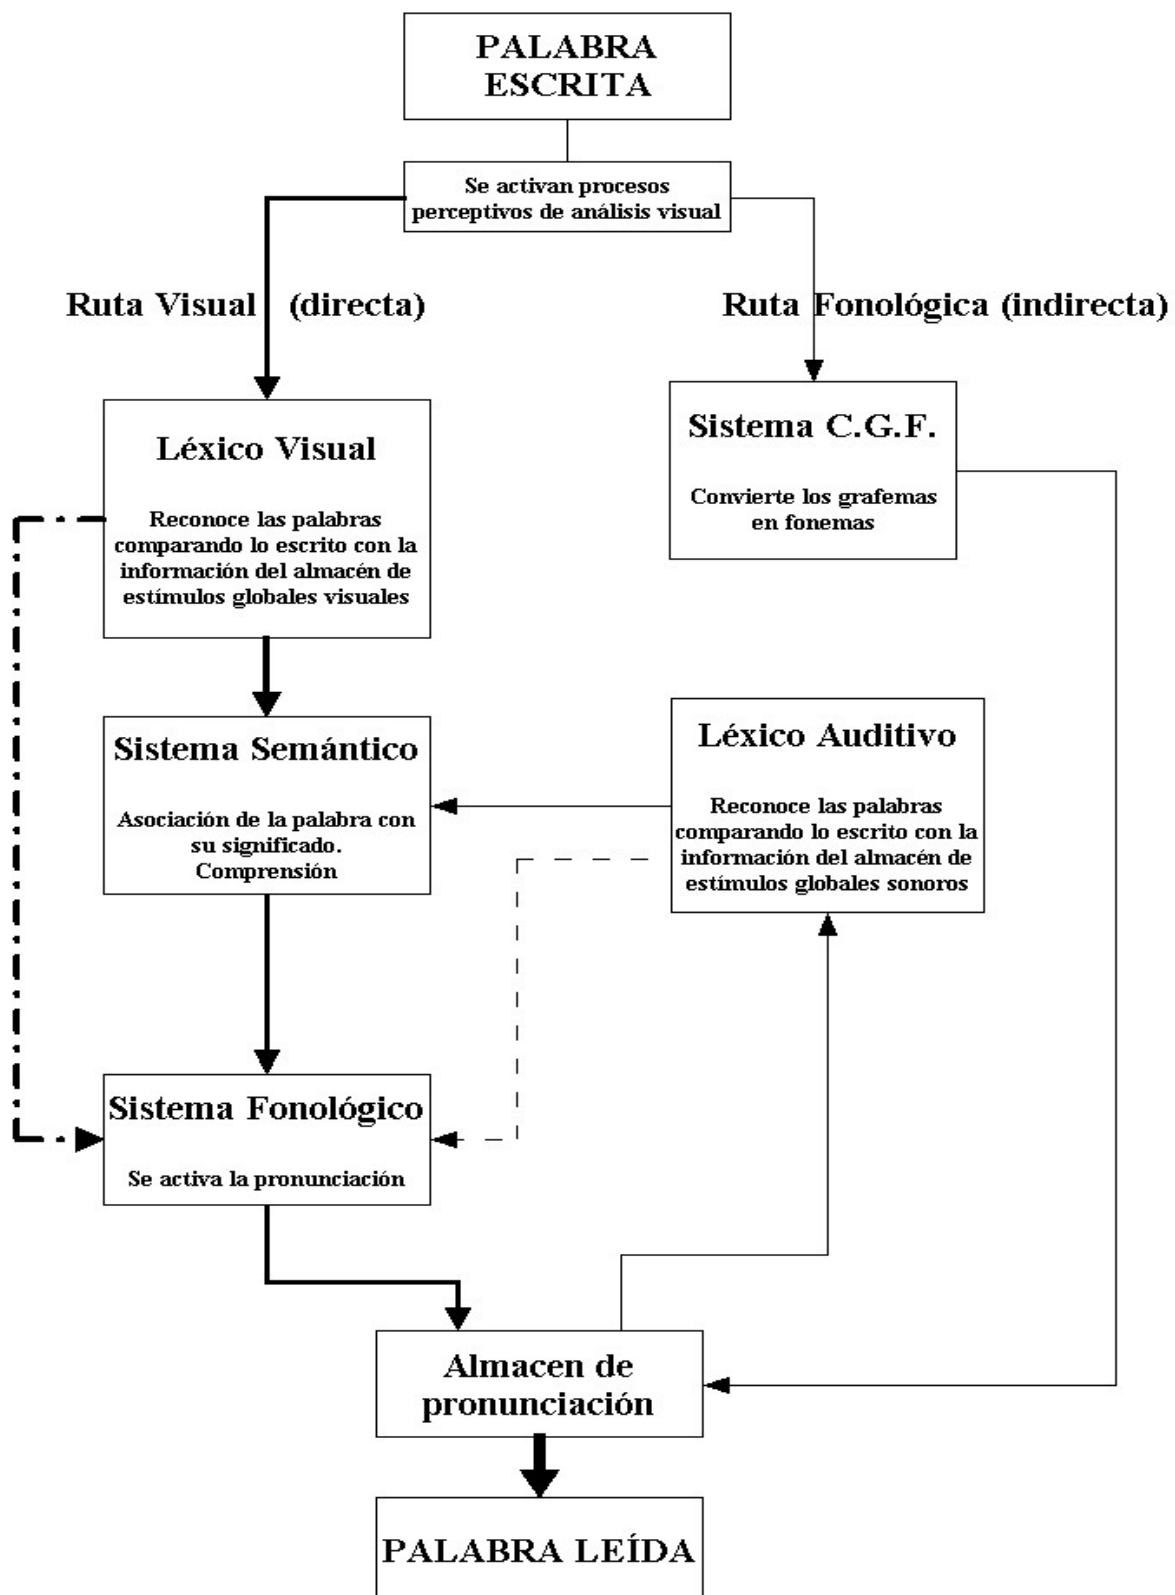 PALABRA
ESCRITA
Se activan procesos
perceptivos de análisis visual
Ruta Visual (directa)
Ruta Fonológica (indirecta)
Léxico Visual
Reconoce las palabras
comparando lo escrito con la
información del almacén de
estímulos globales visuales
Sistema C.G.F.
Convierte los grafemas
en fonemas
Sistema Semántico
Asociación de la palabra con
su significado.
Comprensión
Léxico Auditivo
Reconoce las palabras
comparando lo escrito con la
información del almacén de
estímulos globales sonoros
Sistema Fonológico
Se activa la pronunciación
Almacen de
pronunciación
PALABRA LEÍDA